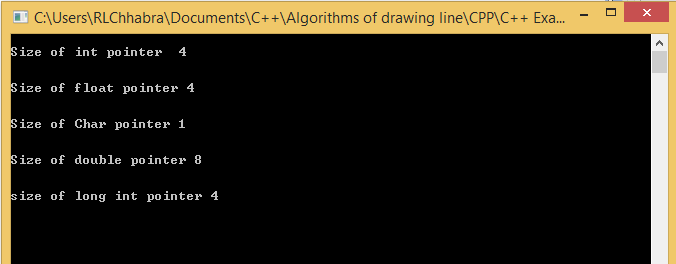 C:\Users\RLChhabra\Documents\C++\Algorithms of drawing line\CPP\C++ Exa...
Size of int pointer  4
Size of float pointer 4
Size of Char pointer 1
Size of double pointer 8
size of long int pointer 4